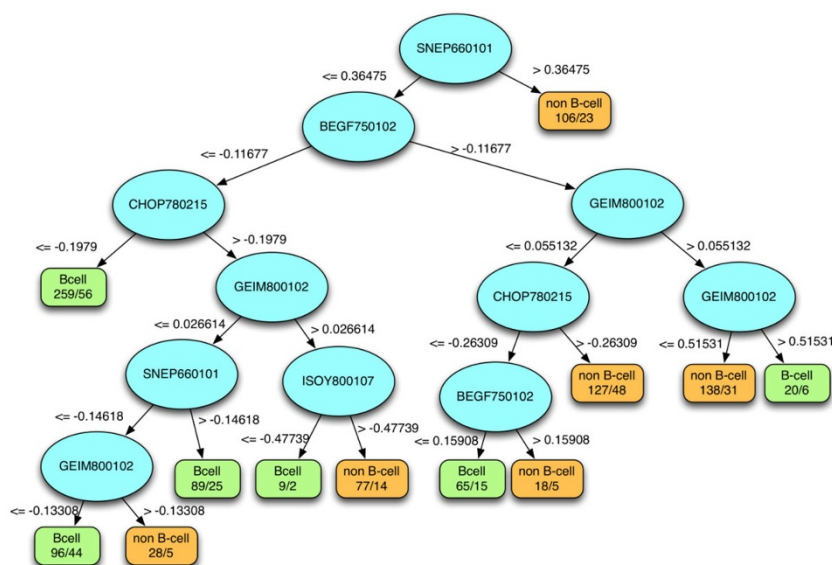 SNEP660101
<= 0.36475
> 0.36475
non B-cell
106/23
BEGF750102
<= -0.11677
> -0.11677
CHOP780215
GEIM800102
<= -0.1979
> -0.1979
<= 0.055132
> 0.055132
Bcell
259/56
GEIM800102
CHOP780215
GEIM800102
<= 0.026614
> 0.026614
<= -0.26309
> -0.26309
<= 0.51531
> 0.51531
SNEP660101
ISOY800107
BEGF750102
non B-cell
127/48
non B-cell
138/31
B-cell
20/6
<= -0.14618
> -0.14618
<= -0.47739
> -0.47739
<= 0.15908
> 0.15908
GEIM800102
Bcell
89/25
Bcell
9/2
non B-cell
77/14
Bcell
65/15
non B-cell
18/5
<= -0.13308
> -0.13308
Bcell
96/44
non B-cell
28/5